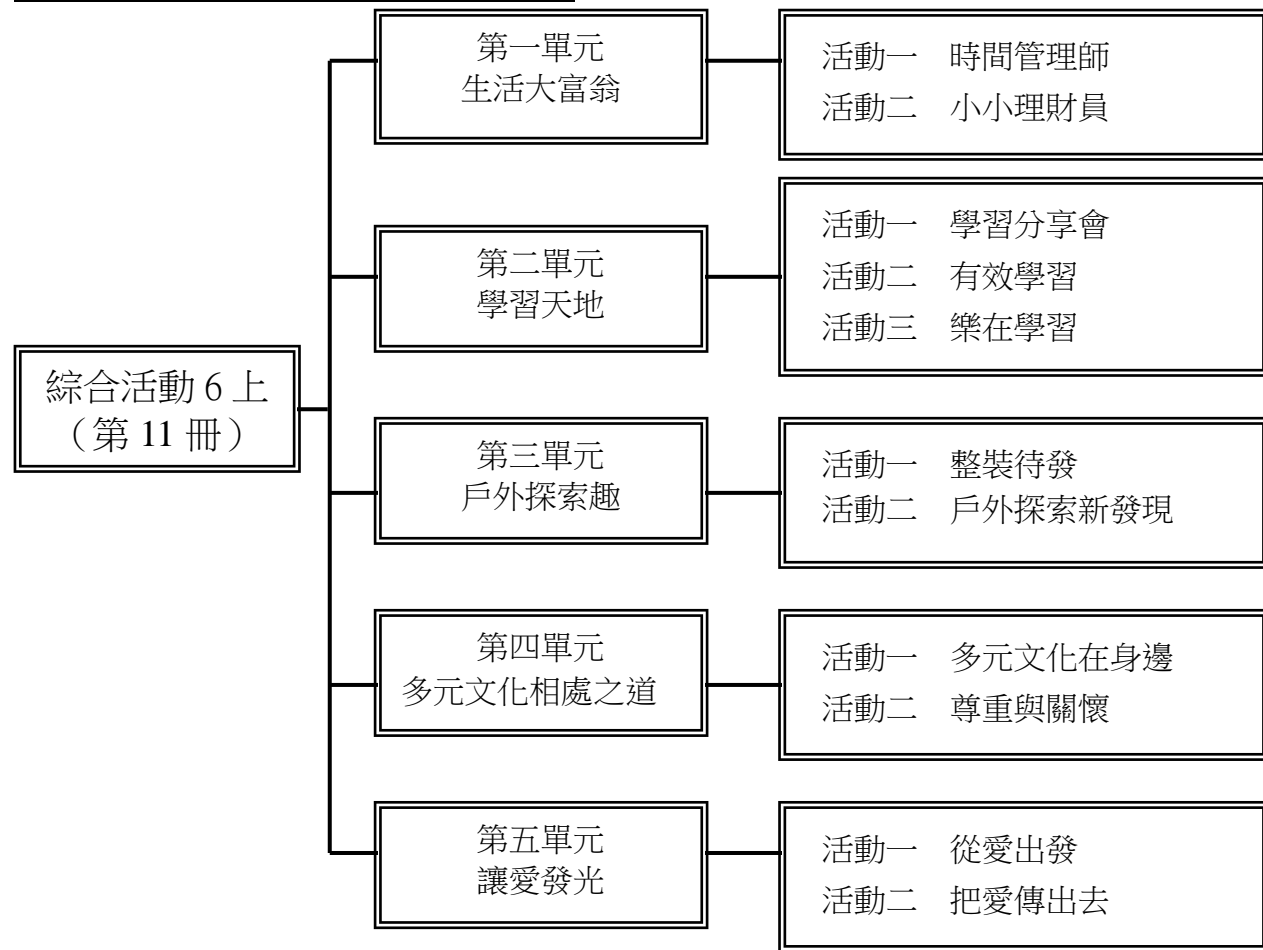 第一單元
生活大富翁
活動一 時間管理師
活動二 小小理財員
第二單元
學習天地
活動一 學習分享會
活動二 有效學習
活動三 樂在學習
綜合活動 6 上
（第 11 冊）
第三單元
戶外探索趣
活動一 整裝待發
活動二 戶外探索新發現
第四單元
多元文化相處之道
活動一 多元文化在身邊
活動二 尊重與關懷
第五單元
讓愛發光
活動一 從愛出發
活動二 把愛傳出去